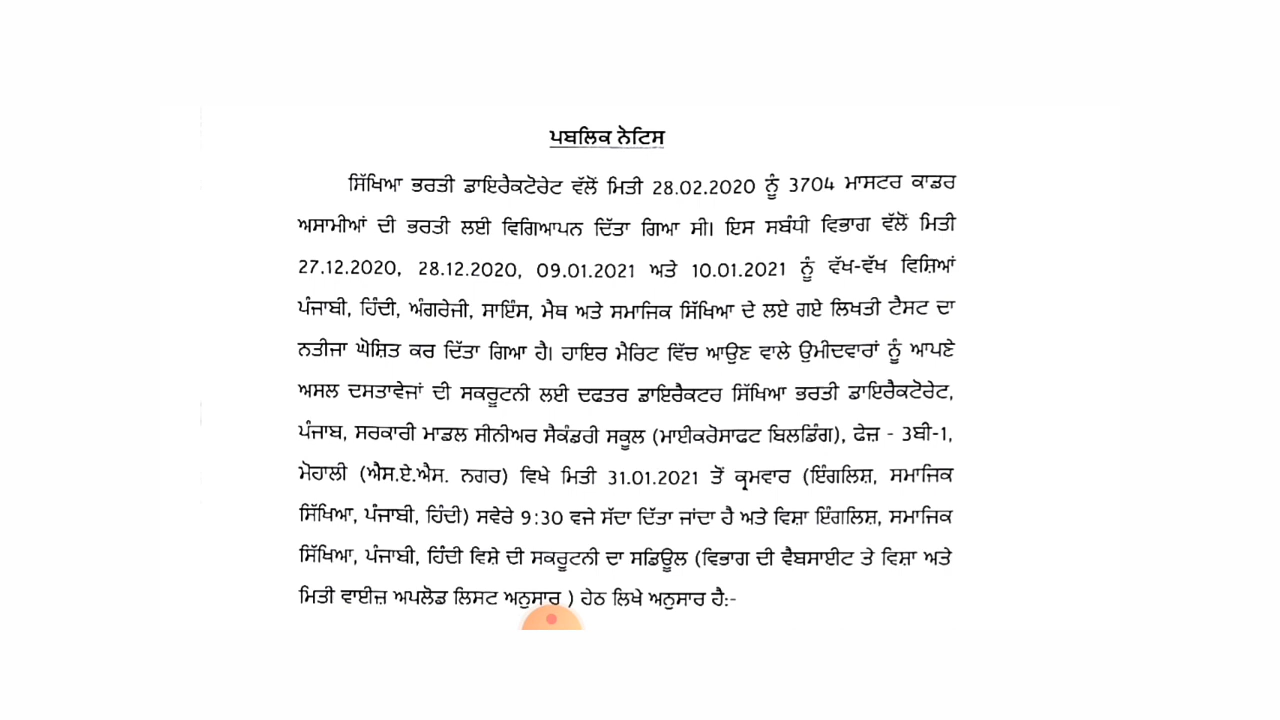 ਪਬਲਿਕ ਨੋਟਿਸ
ਸਿੱਖਿਆ ਭਰਤੀ ਡਾਇਰੈਕਟੋਰੇਟ ਵੱਲੋਂ ਮਿਤੀ 28.02.2020 ਨੂੰ 3704 ਮਾਸਟਰ ਕਾਡਰ
ਅਸਾਮੀਆਂ ਦੀ ਭਰਤੀ ਲਈ ਵਿਗਿਆਪਨ ਦਿੱਤਾ ਗਿਆ ਸੀ। ਇਸ ਸਬੰਧੀ ਵਿਭਾਗ ਵੱਲੋਂ ਮਿਤੀ
27.12.2020, 28.12.2020, 09.01.2021 ਅਤੇ 10.01.2021 ਨੂੰ ਵੱਖ-ਵੱਖ ਵਿਸ਼ਿਆਂ
ਪੰਜਾਬੀ, ਹਿੰਦੀ, ਅੰਗਰੇਜੀ, ਸਾਇੰਸ, ਮੈਥ ਅਤੇ ਸਮਾਜਿਕ ਸਿੱਖਿਆ ਦੇ ਲਏ ਗਏ ਲਿਖਤੀ ਟੈਸਟ ਦਾ
ਨਤੀਜਾ ਘੋਸ਼ਿਤ ਕਰ ਦਿੱਤਾ ਗਿਆ ਹੈ। ਹਾਇਰ ਮੈਰਿਟ ਵਿੱਚ ਆਉਣ ਵਾਲੇ ਉਮੀਦਵਾਰਾਂ ਨੂੰ ਆਪਣੇ
ਅਸਲ ਦਸਤਾਵੇਜਾਂ ਦੀ ਸਕਰੂਟਨੀ ਲਈ ਦਫਤਰ ਡਾਇਰੈਕਟਰ ਸਿੱਖਿਆ ਭਰਤੀ ਡਾਇਰੈਕਟੋਰੇਟ,
ਪੰਜਾਬ, ਸਰਕਾਰੀ ਮਾਡਲ ਸੀਨੀਅਰ ਸੈਕੰਡਰੀ ਸਕੂਲ (ਮਾਈਕਰੋਸਾਫਟ ਬਿਲਡਿੰਗ), ਫੇਜ਼ - 3ਬੀ-1,
ਮੋਹਾਲੀ (ਐਸ.ਏ.ਐਸ. ਨਗਰ) ਵਿਖੇ ਮਿਤੀ 31.01.2021 ਤੋਂ ਕ੍ਰਮਵਾਰ (ਇੰਗਲਿਸ਼, ਸਮਾਜਿਕ
ਸਿੱਖਿਆ, ਪੰਜਾਬੀ, ਹਿੰਦੀ) ਸਵੇਰੇ 9:30 ਵਜੇ ਸੱਦਾ ਦਿੱਤਾ ਜਾਂਦਾ ਹੈ ਅਤੇ ਵਿਸ਼ਾ ਇੰਗਲਿਸ਼, ਸਮਾਜਿਕ
ਸਿੱਖਿਆ, ਪੰਜਾਬੀ, ਹਿੰਦੀ ਵਿਸ਼ੇ ਦੀ ਸਕਰੂਟਨੀ ਦਾ ਸਡਿਊਲ (ਵਿਭਾਗ ਦੀ ਵੈਬਸਾਈਟ ਤੇ ਵਿਸ਼ਾ ਅਤੇ
ਮਿਤੀ ਵਾਈਜ਼ ਅਪਲੋਡ ਲਿਸਟ ਅਨੁਸਾਰ ) ਹੇਠ ਲਿਖੇ ਅਨੁਸਾਰ ਹੈ:-